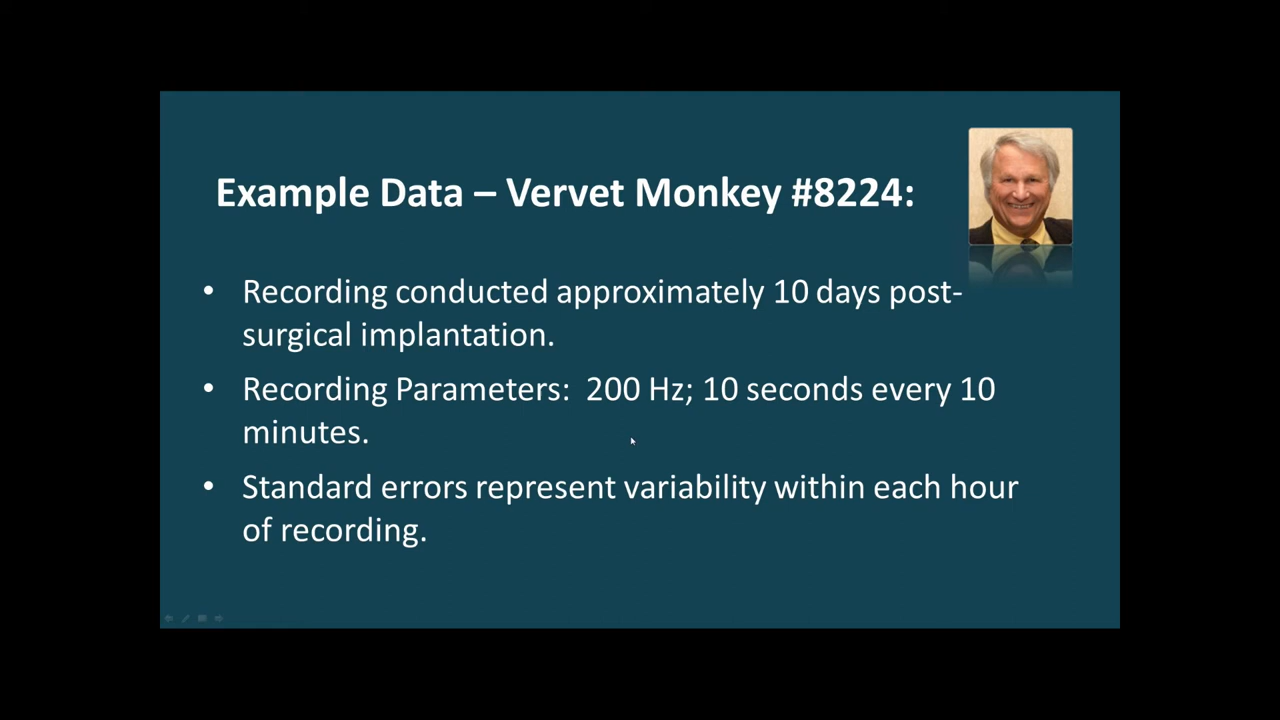 Example Data – Vervet Monkey #8224:
• Recording conducted approximately 10 days post-
surgical implantation.
• Recording Parameters:  200 Hz; 10 seconds every 10
minutes.
• Standard errors represent variability within each hour
of recording.